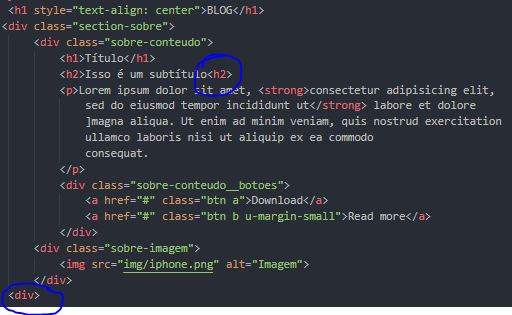 <h1 style="text-align: center">BLOG</h1>
<div class="section-sobre">
<div class="sobre-conteudo">
<h1>Título</h1>
<h2>Isso é um subtítulo<h2>
<p>Lorem ipsum dolor sit amet, <strong>consectetur adipisicing elit,
sed do eiusmod tempor incididunt ut</strong> labore et dolore
]magna aliqua. Ut enim ad minim veniam, quis nostrud exercitation
ullamco laboris nisi ut aliquip ex ea commodo
consequat.
</p>
<div class="sobre-conteudo__botoes">
<a href="#" class="btn a">Download</a>
<a href="#" class="btn b u-margin-small">Read more</a>
</div>
<div class="sobre-imagem">
<img src="img/iphone.png" alt="Imagem">
</div>
<div>